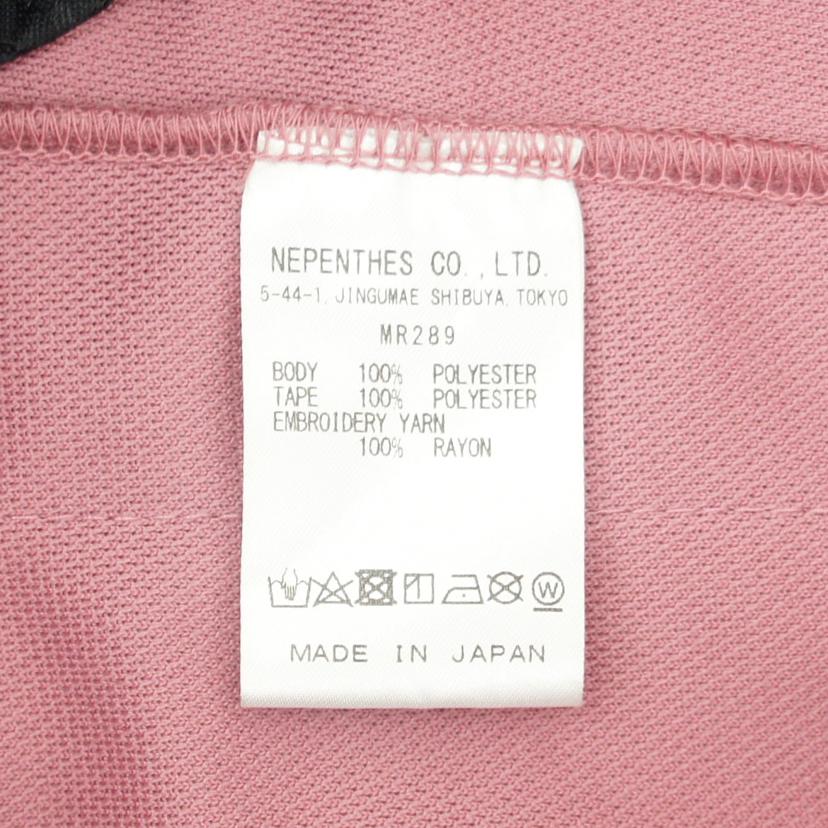 NEPENTHES CO.,LTD.
5-44-1, JINGUMAE SHIBUYA, TOKYO
MR289
BODY 100% POLYESTER
TAPE 100% POLYESTER
EMBROIDERY YARN
100% RAYON
W
MADE IN JAPAN